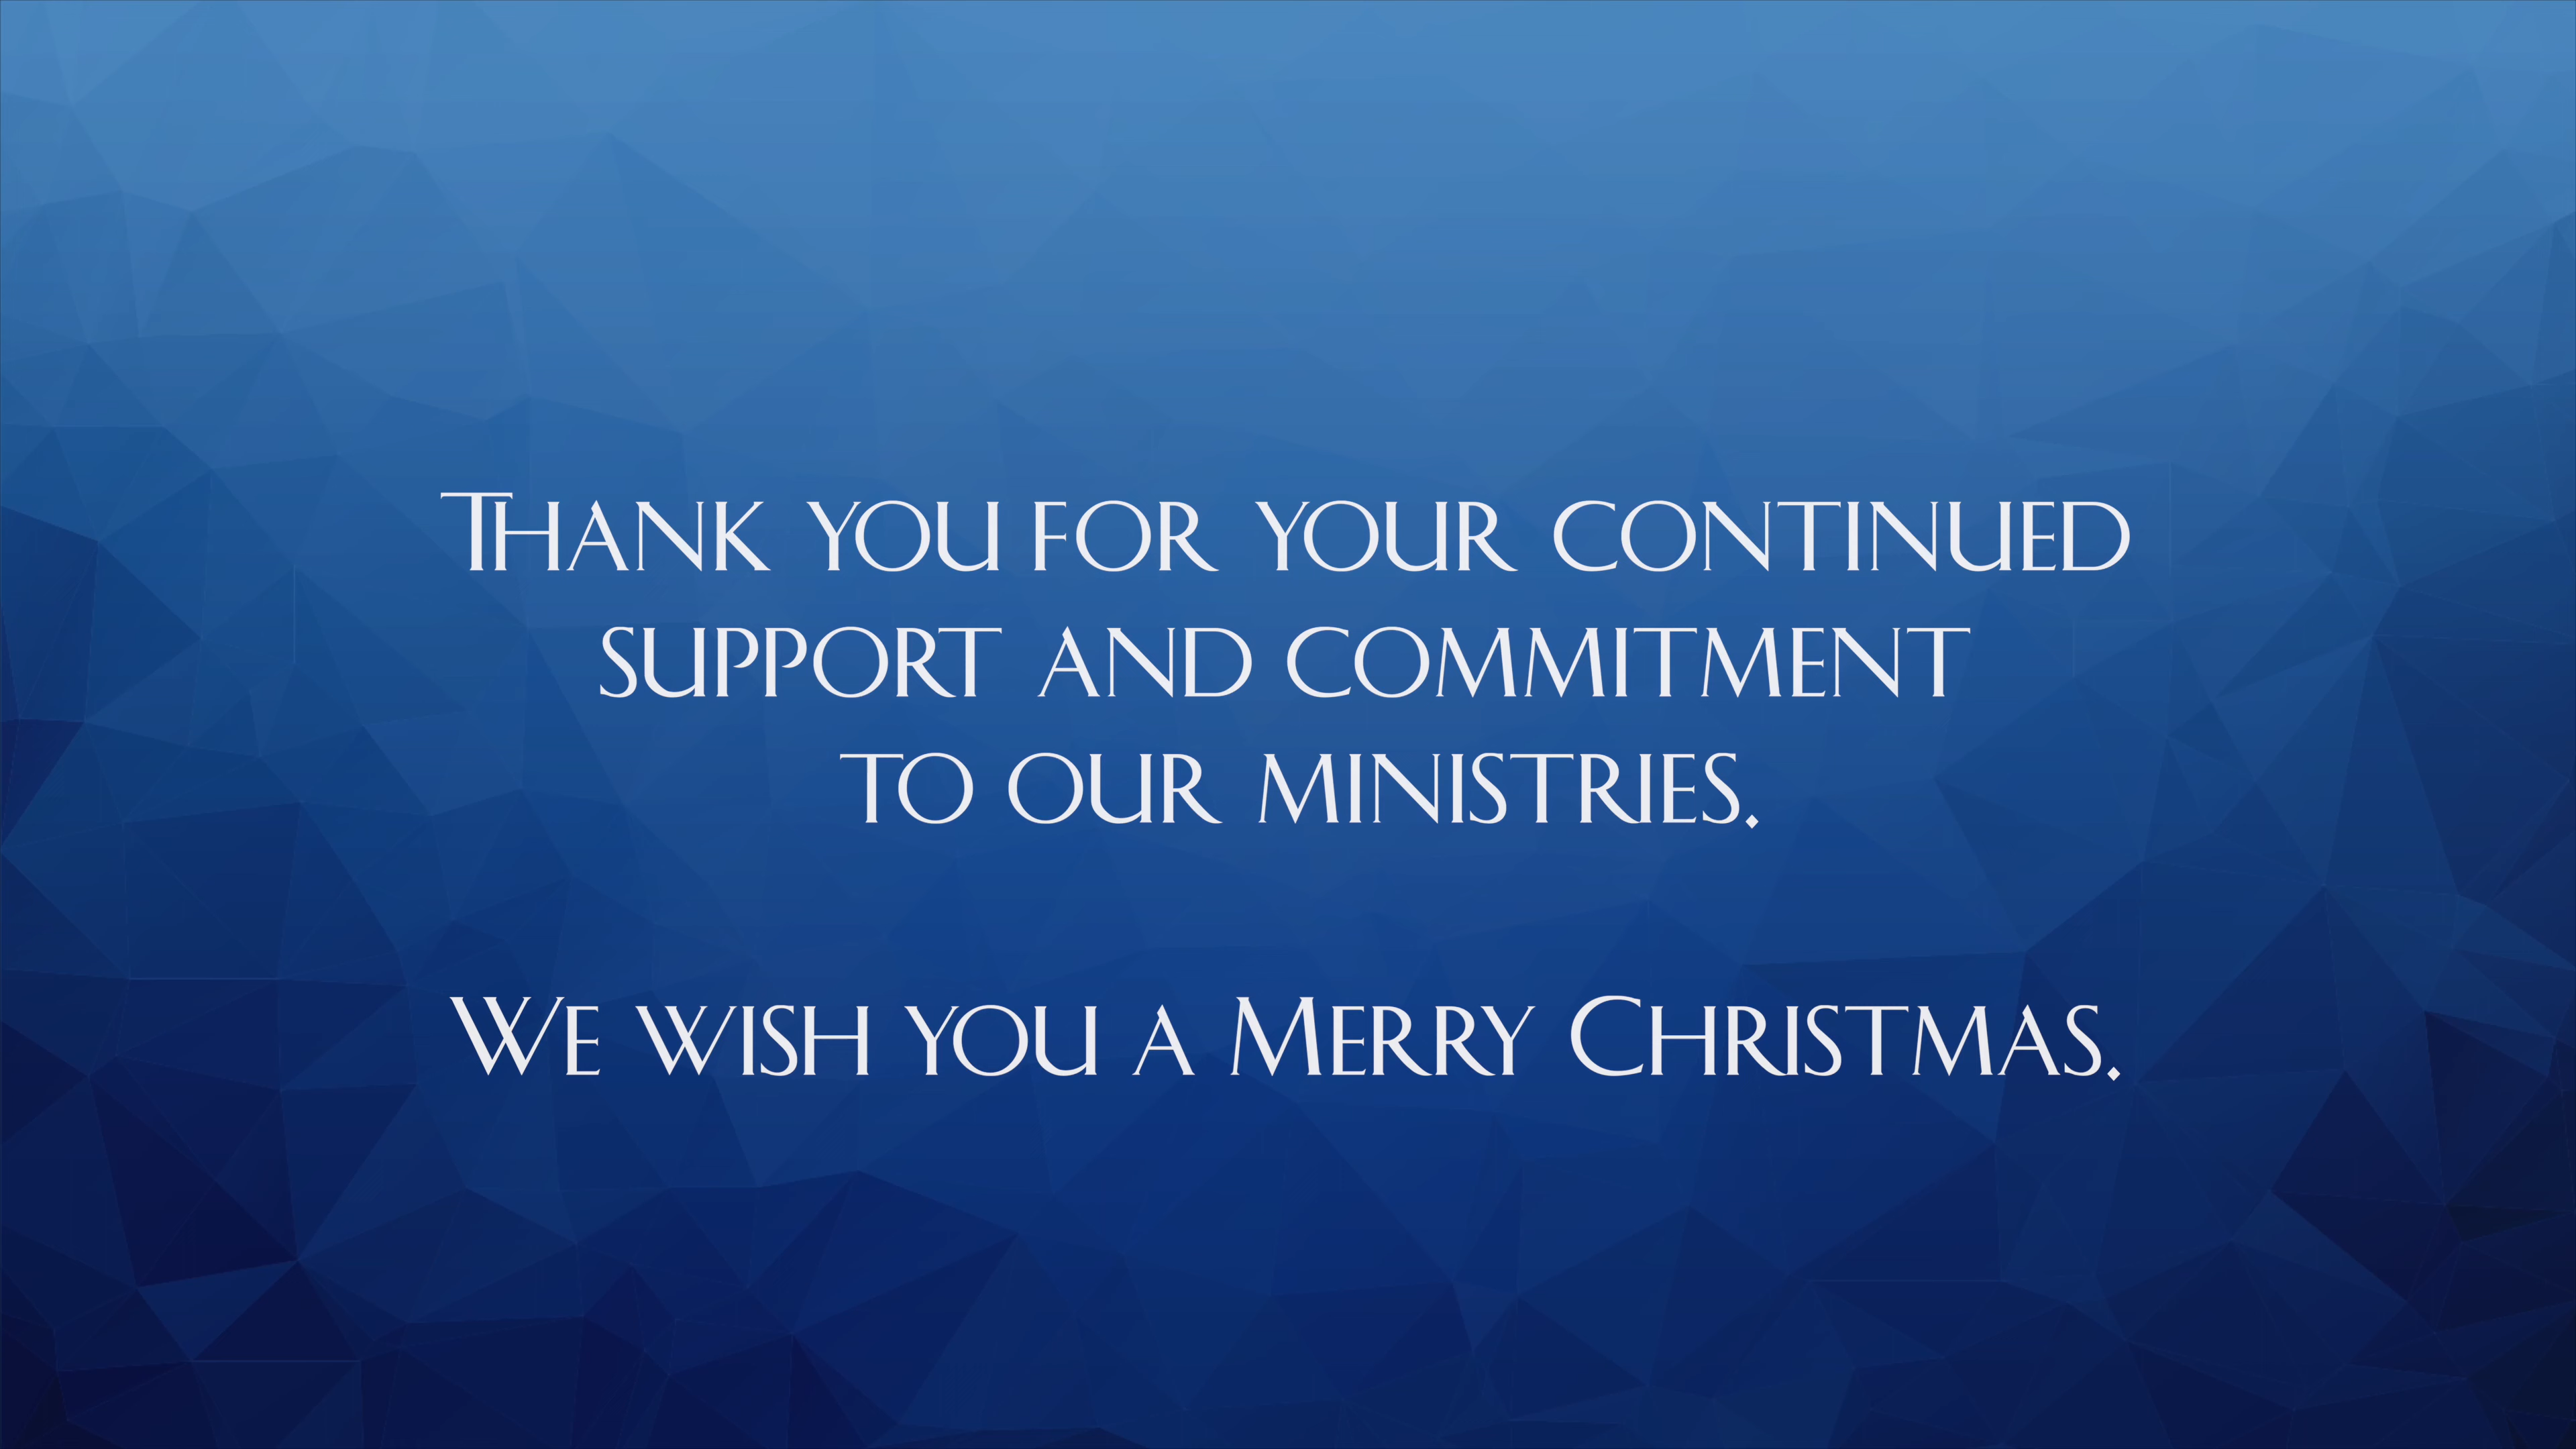 Thank you for your continued
support and commitment
to our ministries.
We wish you a Merry Christmas.